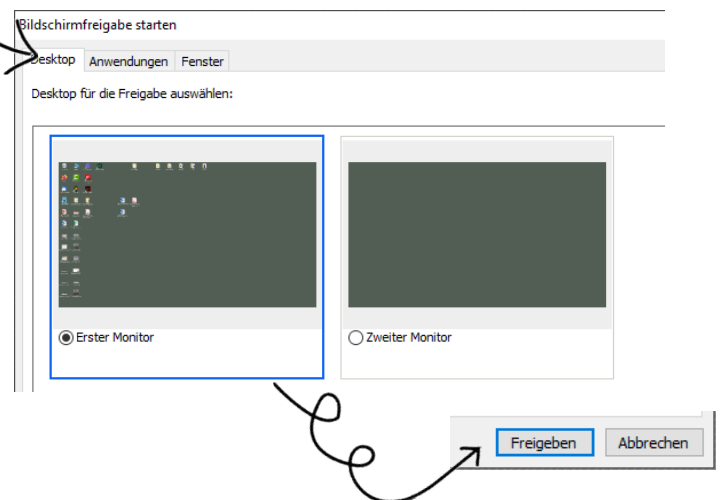 Bildschirmfreigabe starten
Desktop Anwendungen Fenster
Desktop für die Freigabe auswählen:
Erster Monitor Zweiter Monitor
Freigeben Abbrechen